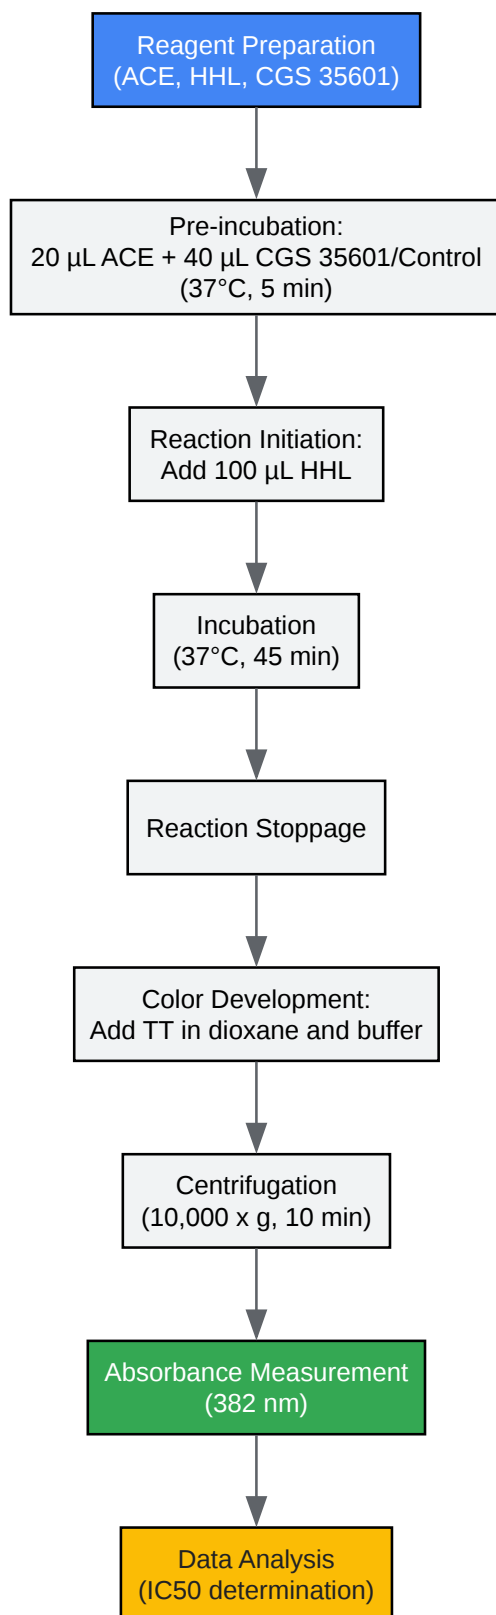 Reagent Preparation
(ACE, HHL, CGS 35601)
Pre-incubation:
20 µL ACE + 40 µL CGS 35601/Control
(37°C, 5 min)
Reaction Initiation:
Add 100 µL HHL
Incubation
(37°C, 45 min)
Reaction Stoppage
Color Development:
Add TT in dioxane and buffer
Centrifugation
(10,000 x g, 10 min)
Absorbance Measurement
(382 nm)
Data Analysis
(IC50 determination)